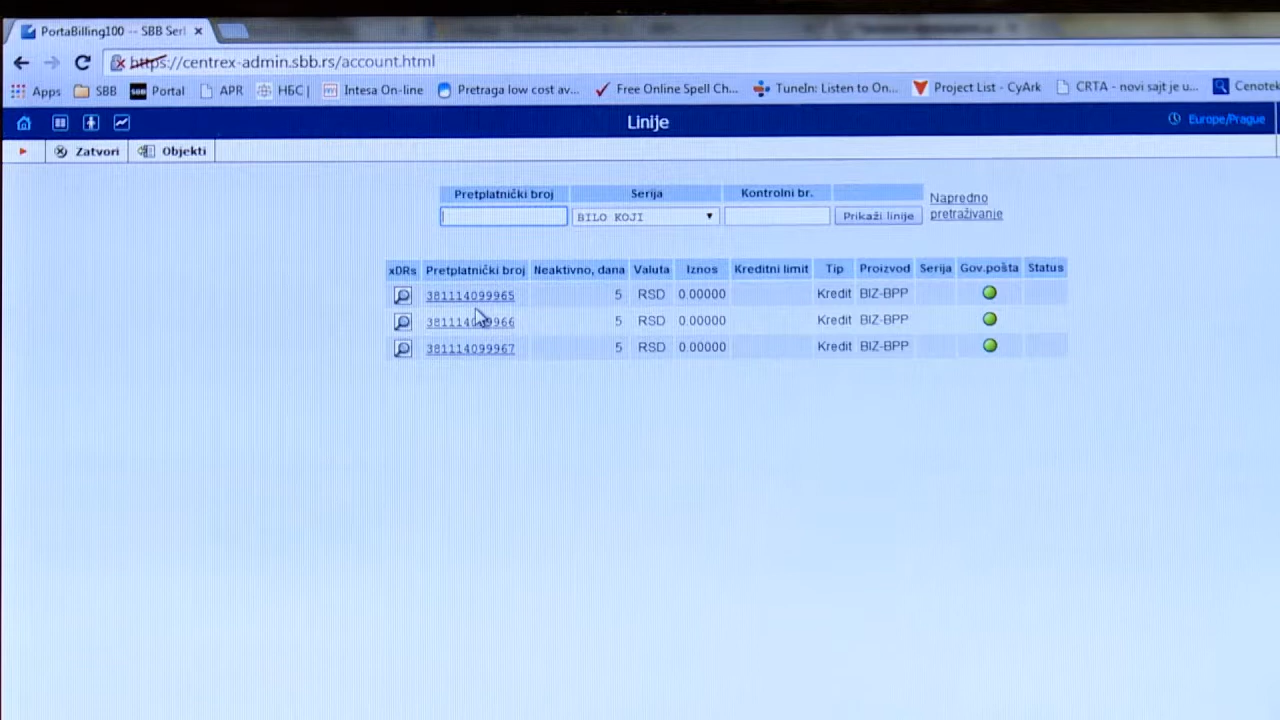 PortaBilling100 -- SBB Serl
https://centrex-admin.sbb.rs/account.html
Apps SBB Portal APR НБС | Intesa On-line Pretraga low cost av... Free Online Spell Ch... TuneIn: Listen to On... Project List - CyArk CRTA - novi sajt je u... Cenotek
Linije
Europe/Prague
Zatvori Objekti
Pretplatnički broj Serija Kontrolni br.
BILO KOJI Prikaži linije Napredno pretraživanje
xDRs Pretplatnički broj Neaktivno, dana Valuta Iznos Kreditni limit Tip Proizvod Serija Gov.pošta Status
381114099965 5 RSD 0.00000 Kredit BIZ-BPP
381114099966 5 RSD 0.00000 Kredit BIZ-BPP
381114099967 5 RSD 0.00000 Kredit BIZ-BPP